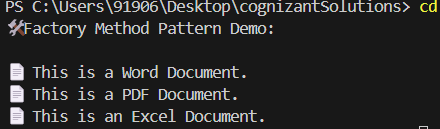 PS C:\Users\91906\Desktop\cognizantSolutions> cd
🛠️Factory Method Pattern Demo:
📄 This is a Word Document.
📄 This is a PDF Document.
📄 This is an Excel Document.